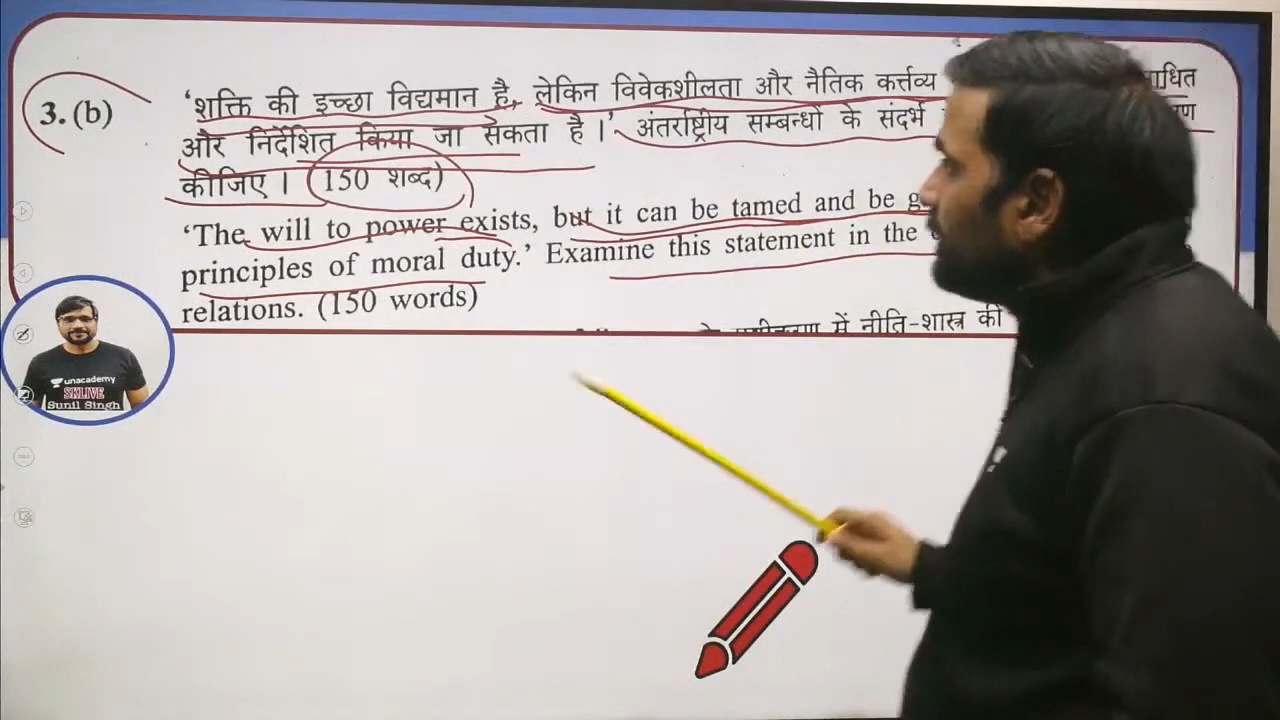 3. (b)
‘शक्ति की इच्छा विद्यमान है, लेकिन विवेकशीलता और नैतिक कर्त्तव्य
और निर्देशित किया जा सकता है ।’ अंतर्राष्ट्रीय सम्बन्धों के संदर्भ
कीजिए । (150 शब्द)
‘The will to power exists, but it can be tamed and be
principles of moral duty.’ Examine this statement in the
relations. (150 words)
में नीति-शास्त्र की
unacademy
SKLIVE
Sunil Singh